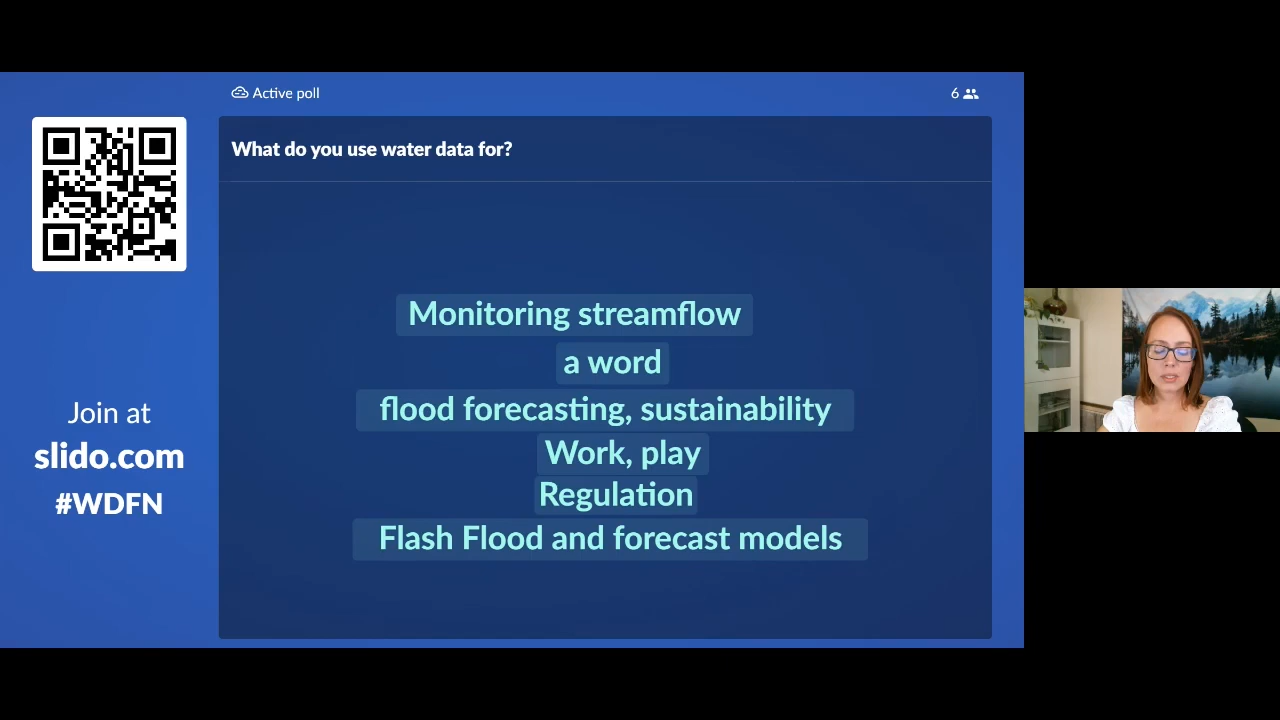 Active poll
6
What do you use water data for?
Monitoring streamflow
a word
flood forecasting, sustainability
Work, play
Regulation
Flash Flood and forecast models
Join at
slido.com
#WDFN